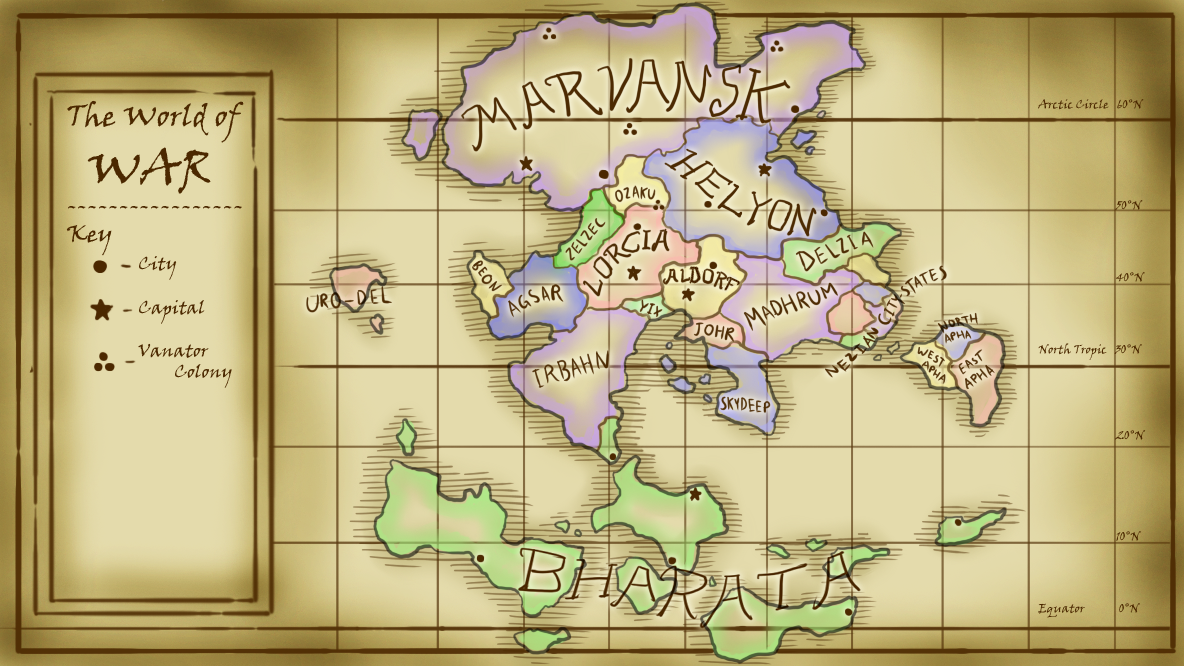 The World of
WAR
Key
- City
- Capital
- Vanator
Colony
MARVANSK
Arctic Circle 60°N
HELYON
OZAKU
50°N
ZELZEC
LORCIA
DELZIA
BEON
AGSAR
ALDORF
40°N
URO-DEL
MADHRUM
NEZDAN CITY-STATES
YIX
JOHR
NORTH
APHA
WEST
APHA
EAST
APHA
North Tropic 30°N
IRBAHN
SKYDEEP
20°N
10°N
BHARATA
Equator 0°N